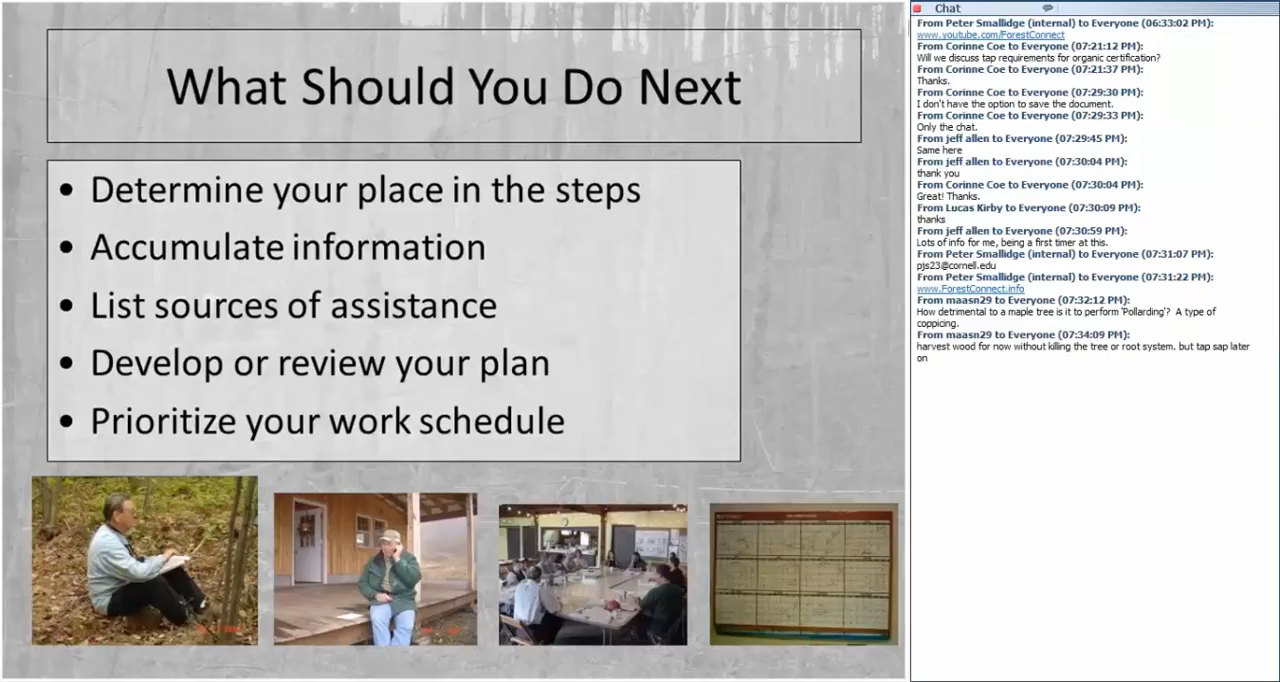 What Should You Do Next
• Determine your place in the steps
• Accumulate information
• List sources of assistance
• Develop or review your plan
• Prioritize your work schedule
Chat
From Peter Smallidge (internal) to Everyone (06:33:02 PM):
www.youtube.com/ForestConnect
From Corinne Coe to Everyone (07:21:12 PM):
Will we discuss tap requirements for organic certification?
From Corinne Coe to Everyone (07:21:37 PM):
Thanks.
From Corinne Coe to Everyone (07:29:30 PM):
I don't have the option to save the document.
From Corinne Coe to Everyone (07:29:33 PM):
Only the chat.
From jeff allen to Everyone (07:29:45 PM):
Same here
From jeff allen to Everyone (07:30:04 PM):
thank you
From Corinne Coe to Everyone (07:30:04 PM):
Great! Thanks.
From Lucas Kirby to Everyone (07:30:09 PM):
thanks
From jeff allen to Everyone (07:30:59 PM):
Lots of info for me, being a first timer at this.
From Peter Smallidge (internal) to Everyone (07:31:07 PM):
pjs23@cornell.edu
From Peter Smallidge (internal) to Everyone (07:31:22 PM):
www.ForestConnect.info
From maasn29 to Everyone (07:32:12 PM):
How detrimental to a maple tree is it to perform 'Pollarding'? A type of
coppicing.
From maasn29 to Everyone (07:34:09 PM):
harvest wood for now without killing the tree or root system. but tap sap later
on